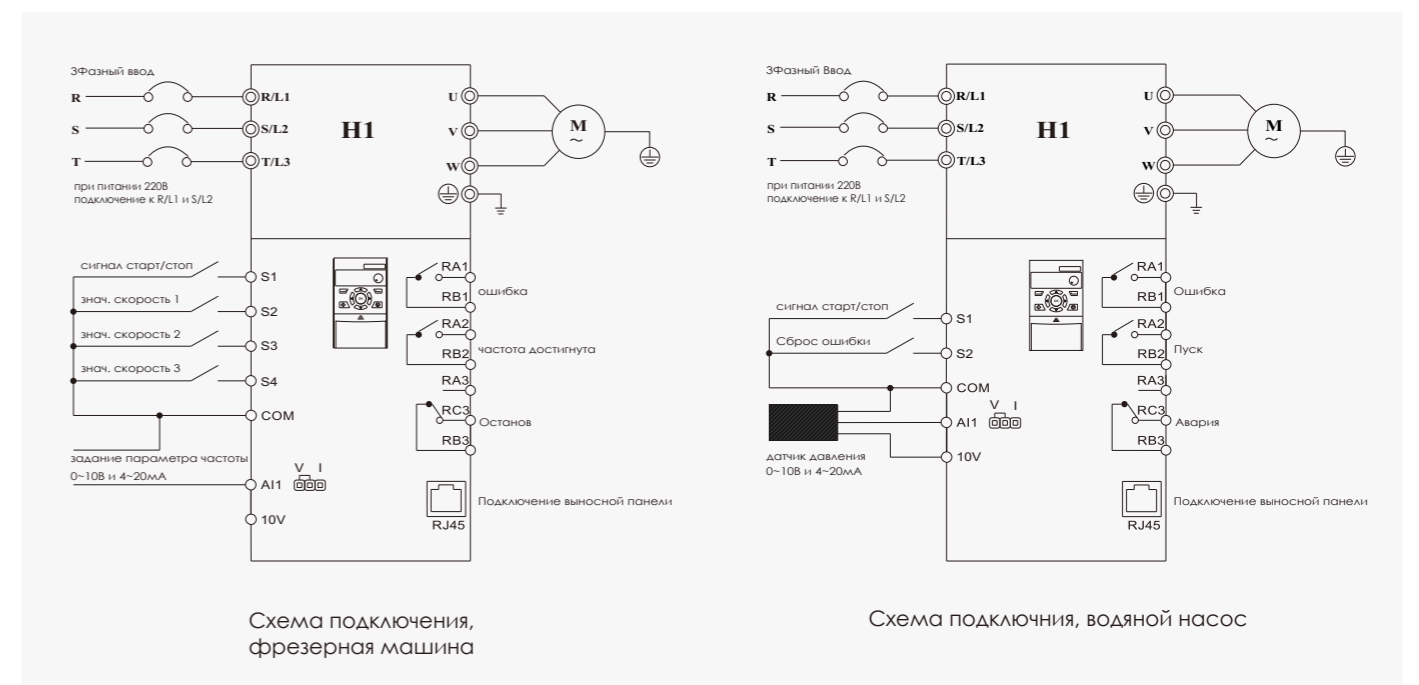 3Фазный ввод
R
R/L1
S
S/L2
T
T/L3
H1
U
V
W
M
~
при питании 220В
подключение к R/L1 и S/L2
сигнал старт/стоп
S1
знач. скорость 1
S2
знач. скорость 2
S3
знач. скорость 3
S4
COM
задание параметра частоты
0~10В и 4~20мА
AI1
V I
10V
RA1
RB1
ошибка
RA2
RB2
частота достигнута
RA3
RC3
Останов
RB3
RJ45
Подключение выносной панели
Схема подключения,
фрезерная машина
3Фазный Ввод
R
R/L1
S
S/L2
T
T/L3
H1
U
V
W
M
~
при питании 220В
подключение к R/L1 и S/L2
сигнал старт/стоп
S1
Сброс ошибки
S2
COM
AI1
V I
10V
датчик давления
0~10В и 4~20мА
RA1
RB1
Ошибка
RA2
RB2
Пуск
RA3
RC3
Авария
RB3
RJ45
Подключение выносной панели
Схема подключния, водяной насос